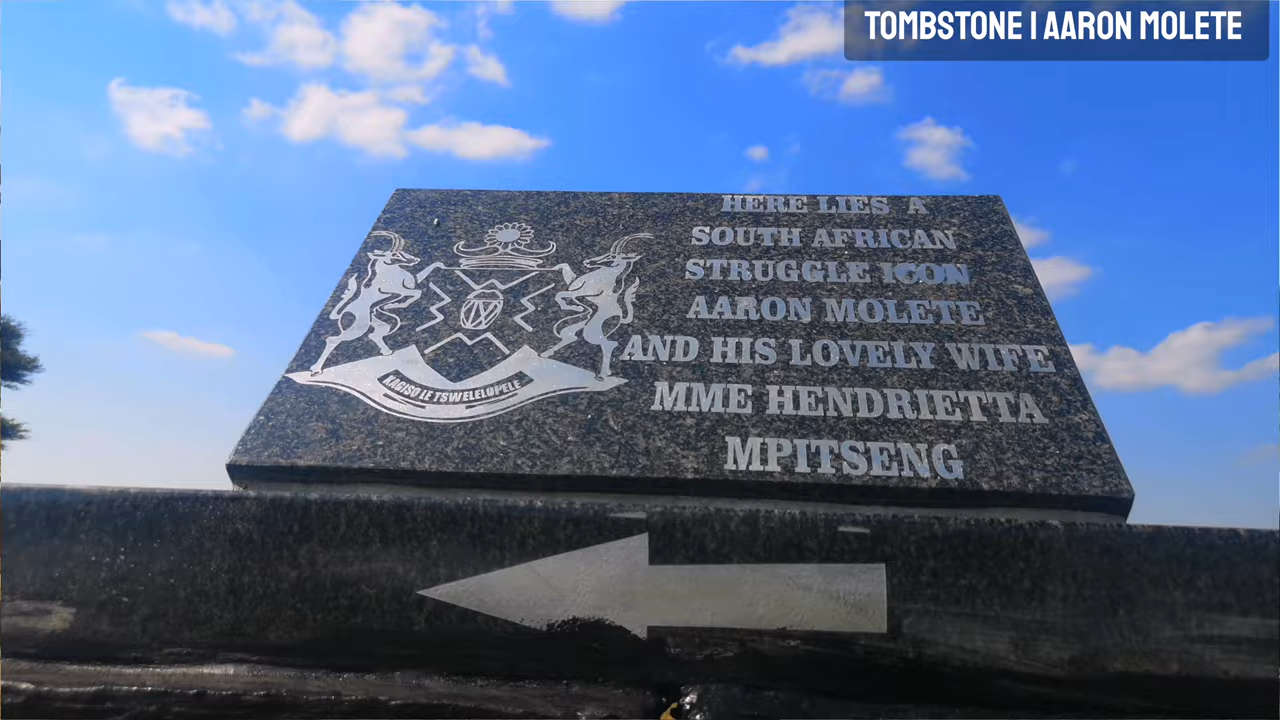 TOMBSTONE | AARON MOLETE
HERE LIES A
SOUTH AFRICAN
STRUGGLE ICON
AARON MOLETE
AND HIS LOVELY WIFE
MME HENDRIETTA
MPITSENG
KAGISO LE TSWELELOPELE